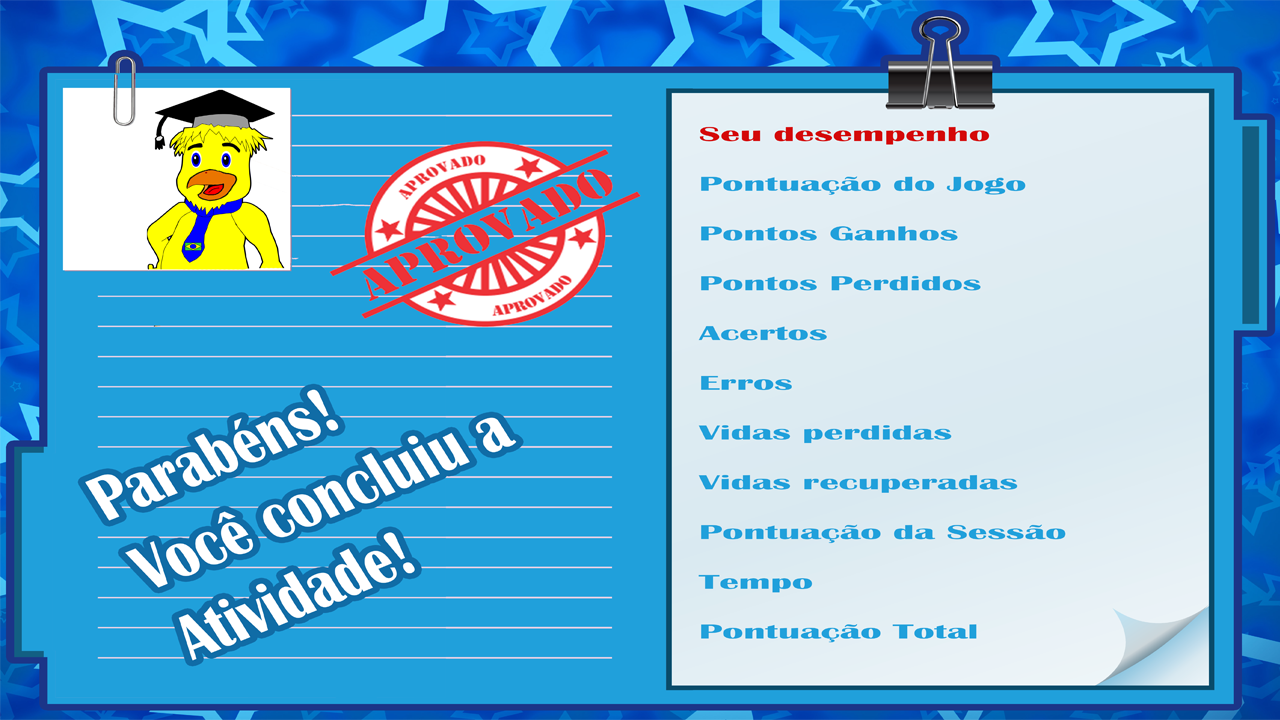 APROVADO
APROVADO
APROVADO
Parabéns!
Você concluiu a
Atividade!
Seu desempenho
Pontuação do Jogo
Pontos Ganhos
Pontos Perdidos
Acertos
Erros
Vidas perdidas
Vidas recuperadas
Pontuação da Sessão
Tempo
Pontuação Total